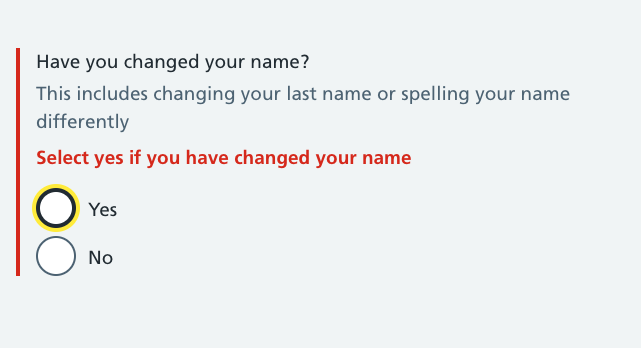 Have you changed your name?
This includes changing your last name or spelling your name
differently
Select yes if you have changed your name
Yes
No